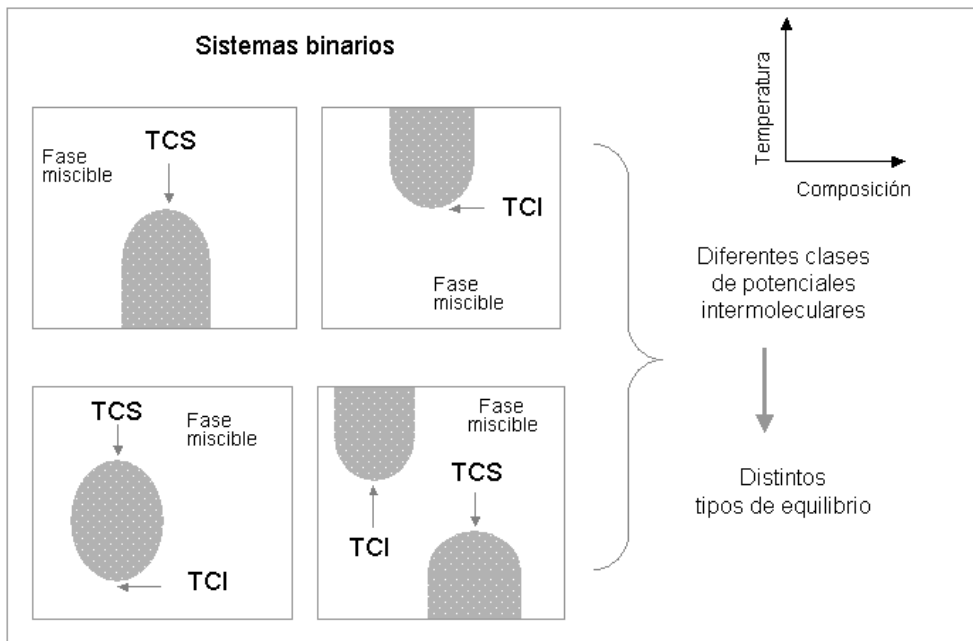 Sistemas binarios
Temperatura
Composición
TCS
Fase
miscible
TCI
Fase
miscible
TCS
Fase
miscible
TCI
Fase
miscible
TCS
TCI
Diferentes clases
de potenciales
intermoleculares
Distintos
tipos de equilibrio